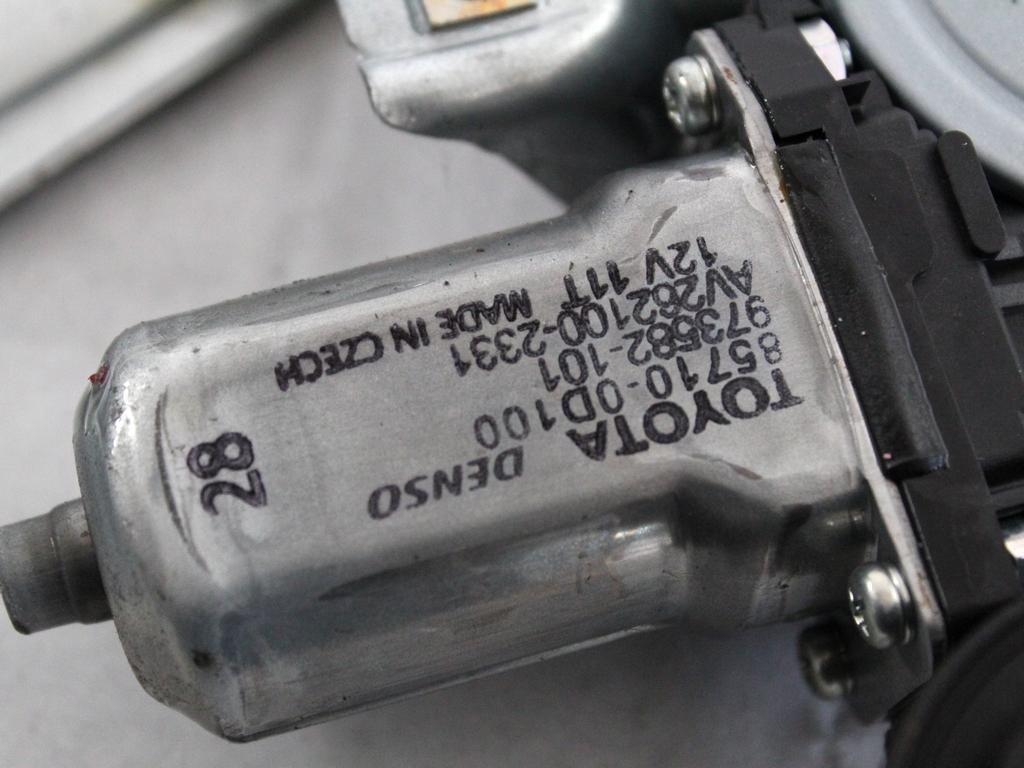 TOYOTA DENSO
85710-0D100
973582-101
AV262100-2331
12V 11T MADE IN CZECH
28